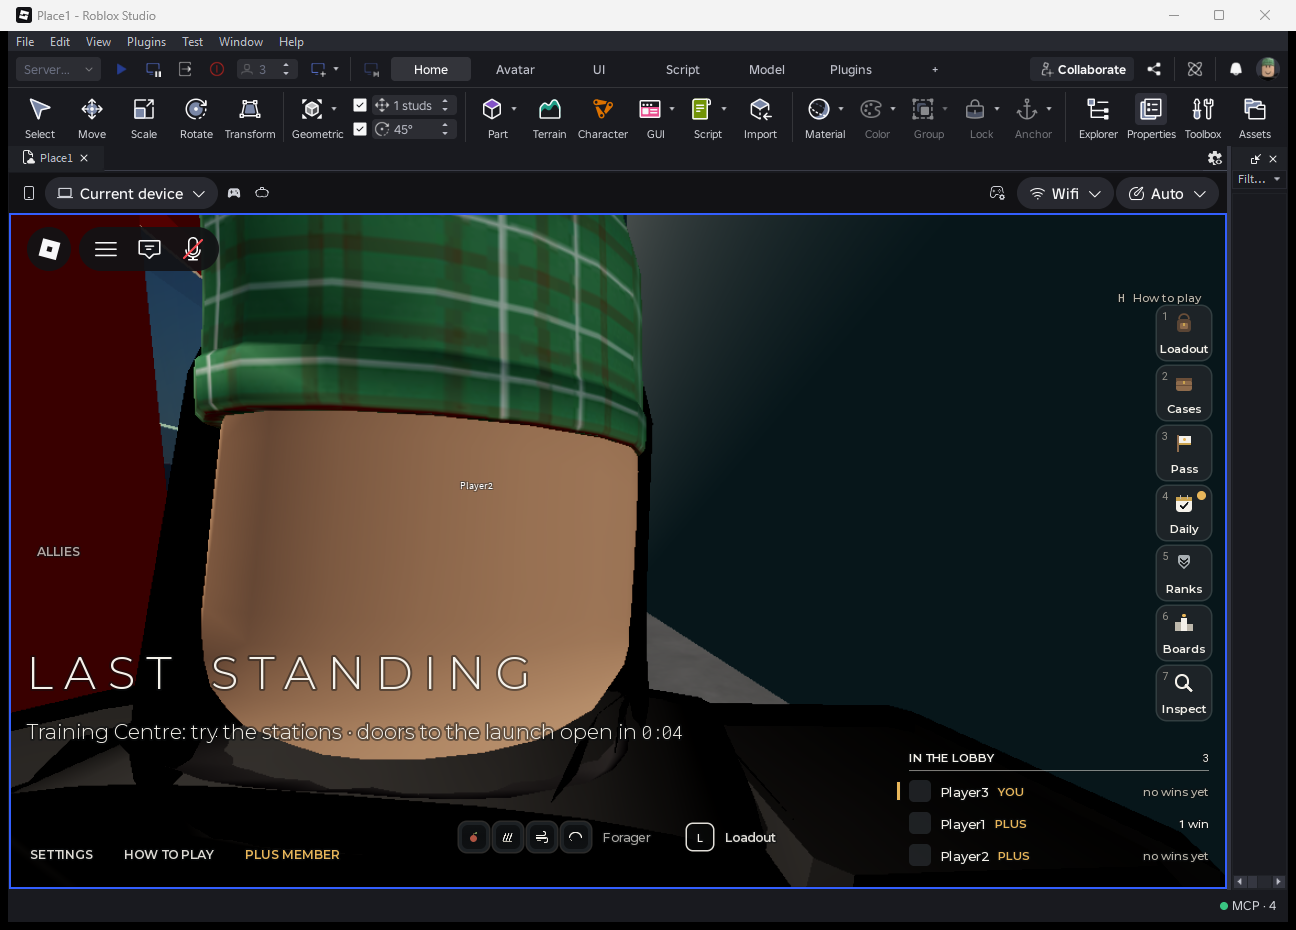 Place1 - Roblox Studio
File Edit View Plugins Test Window Help
Server... 3 Home Avatar UI Script Model Plugins + Collaborate
1 studs
45°
Select Move Scale Rotate Transform Geometric Part Terrain Character GUI Script Import Material Color Group Lock Anchor Explorer Properties Toolbox Assets
Place1
Filt...
Current device Wifi Auto
H How to play
1 Loadout
2 Cases
3 Pass
4 Daily
5 Ranks
6 Boards
7 Inspect
Player2
ALLIES
LAST STANDING
Training Centre: try the stations · doors to the launch open in 0:04
IN THE LOBBY 3
Player3 YOU no wins yet
Player1 PLUS 1 win
Player2 PLUS no wins yet
Forager L Loadout
SETTINGS HOW TO PLAY PLUS MEMBER
MCP · 4